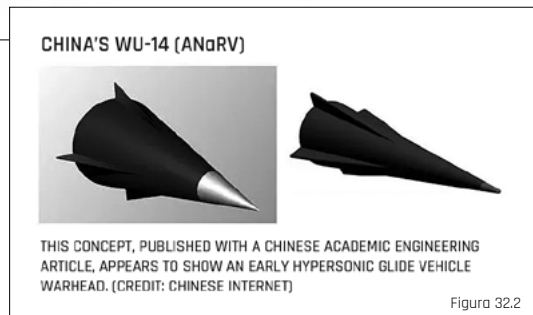 CHINA'S WU-14 (ANaRV)
THIS CONCEPT, PUBLISHED WITH A CHINESE ACADEMIC ENGINEERING
ARTICLE, APPEARS TO SHOW AN EARLY HYPERSONIC GLIDE VEHICLE
WARHEAD. (CREDIT: CHINESE INTERNET)
Figura 32.2